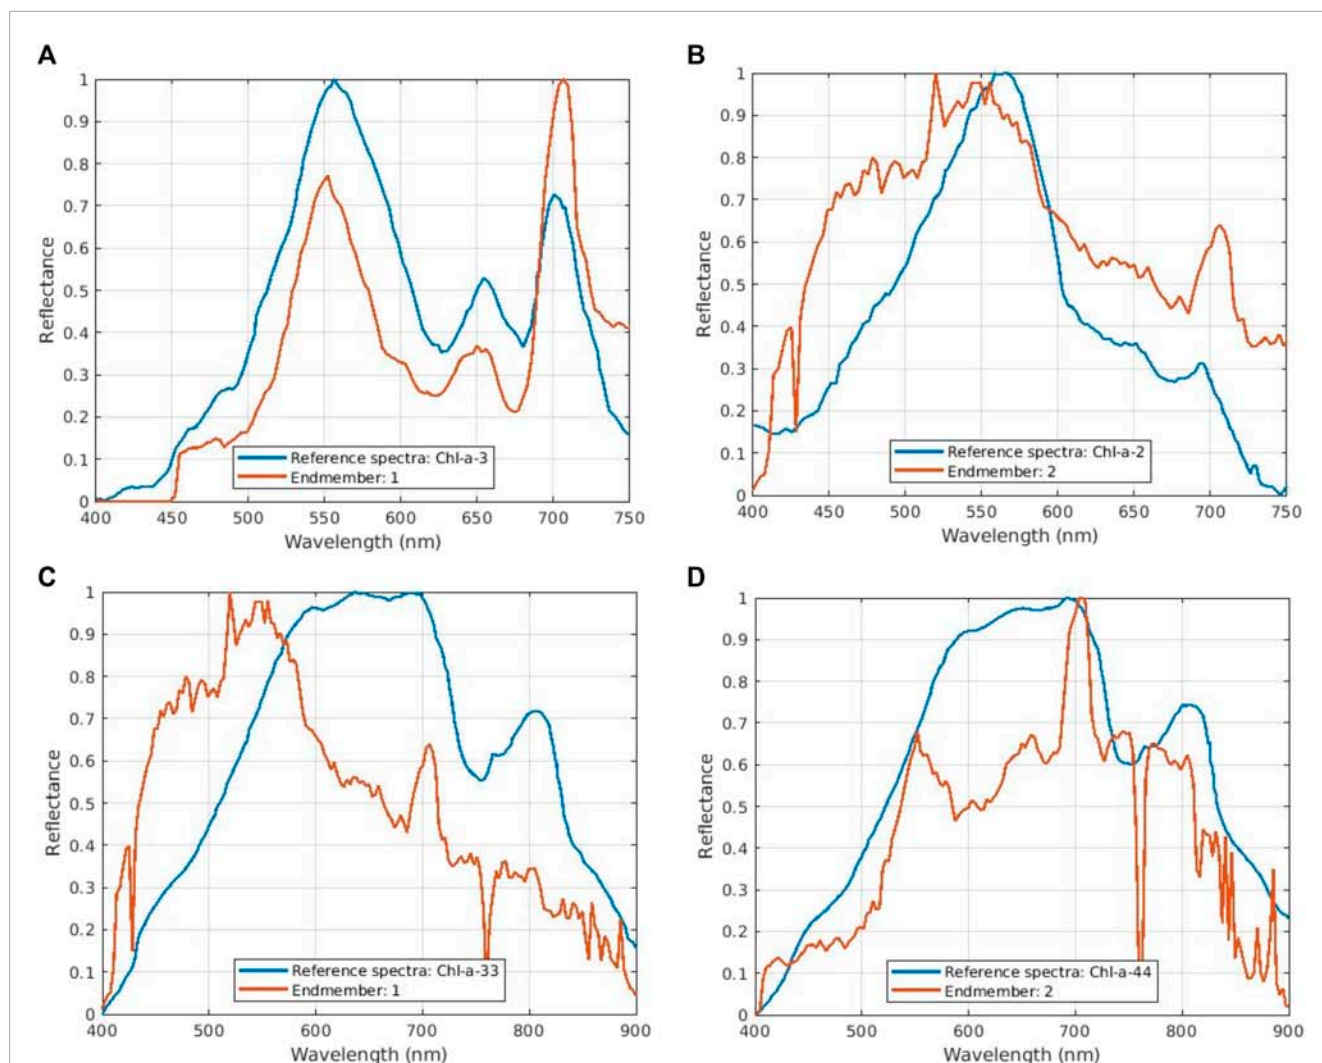 A
1
0.9
0.8
0.7
0.6
0.5
0.4
0.3
0.2
0.1
0
Reflectance
Reference spectra: Chl-a-3
Endmember: 1
400 450 500 550 600 650 700 750
Wavelength (nm)
B
1
0.9
0.8
0.7
0.6
0.5
0.4
0.3
0.2
0.1
0
Reflectance
Reference spectra: Chl-a-2
Endmember: 2
400 450 500 550 600 650 700 750
Wavelength (nm)
C
1
0.9
0.8
0.7
0.6
0.5
0.4
0.3
0.2
0.1
0
Reflectance
Reference spectra: Chl-a-33
Endmember: 1
400 500 600 700 800 900
Wavelength (nm)
D
1
0.9
0.8
0.7
0.6
0.5
0.4
0.3
0.2
0.1
0
Reflectance
Reference spectra: Chl-a-44
Endmember: 2
400 500 600 700 800 900
Wavelength (nm)